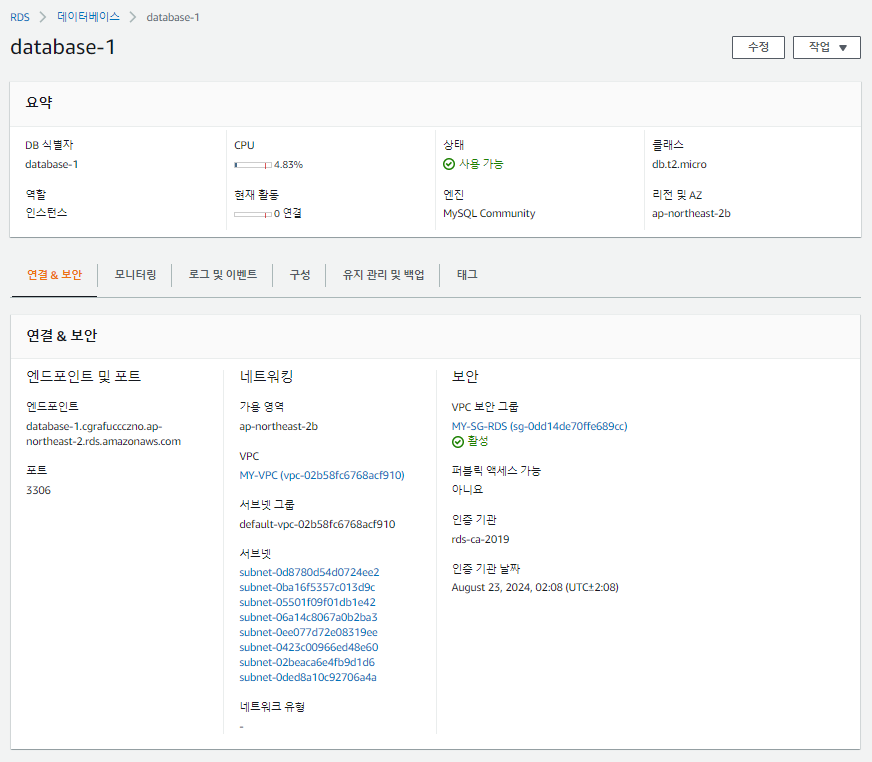 RDS > 데이터베이스 > database-1
database-1
수정
작업 ▼
요약
DB 식별자
database-1
CPU
4.83%
상태
사용 가능
클래스
db.t2.micro
역할
인스턴스
현재 활동
0 연결
엔진
MySQL Community
리전 및 AZ
ap-northeast-2b
연결 & 보안
모니터링
로그 및 이벤트
구성
유지 관리 및 백업
태그
연결 & 보안
엔드포인트 및 포트
엔드포인트
database-1.cgrafuccczno.ap-
northeast-2.rds.amazonaws.com
포트
3306
네트워킹
가용 영역
ap-northeast-2b
VPC
MY-VPC (vpc-02b58fc6768acf910)
서브넷 그룹
default-vpc-02b58fc6768acf910
서브넷
subnet-0d8780d54d0724ee2
subnet-0ba16f5357c013d9c
subnet-05501f09f01db1e42
subnet-06a14c8067a0b2ba3
subnet-0ee077d72e08319ee
subnet-0423c00966ed48e60
subnet-02beaca6e4fb9d1d6
subnet-0ded8a10c92706a4a
네트워크 유형
-
보안
VPC 보안 그룹
MY-SG-RDS (sg-0dd14de70ffe689cc)
활성
퍼블릭 액세스 가능
아니요
인증 기관
rds-ca-2019
인증 기관 날짜
August 23, 2024, 02:08 (UTC±2:08)